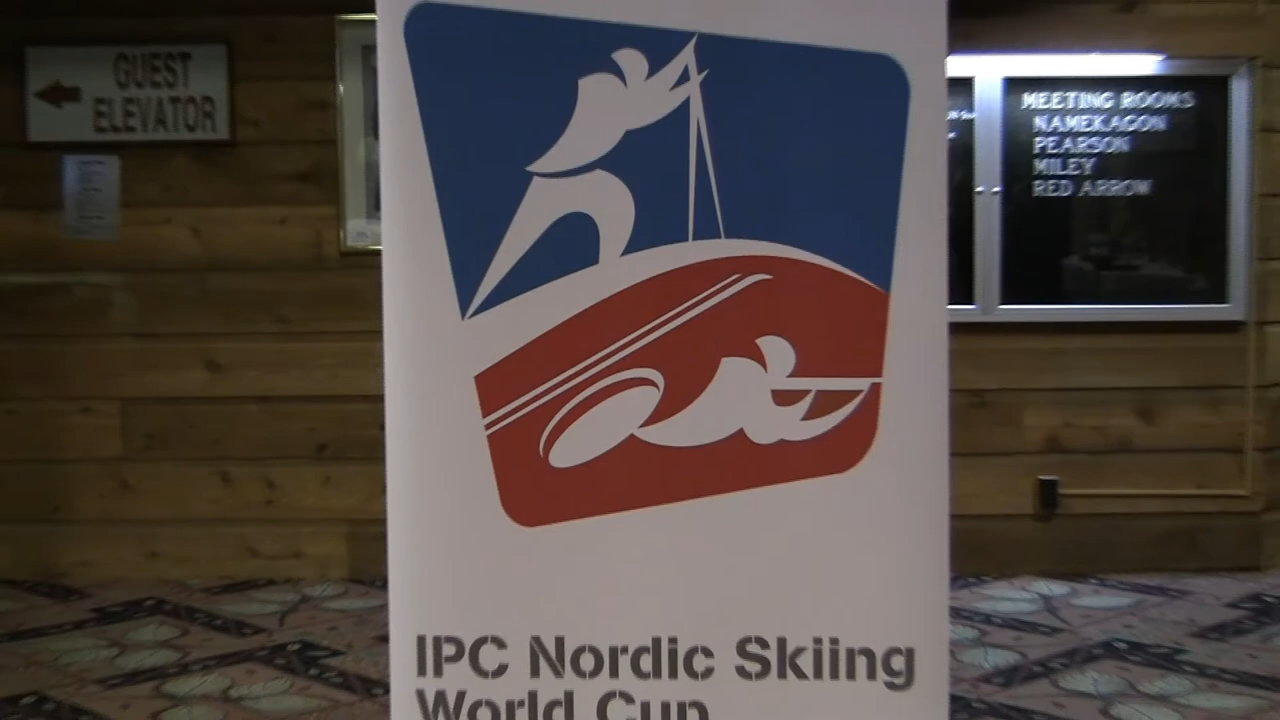 GUEST
ELEVATOR
MEETING ROOMS
NAMEKAGON
PEARSON
MILEY
RED ARROW
IPC Nordic Skiing
World Cup